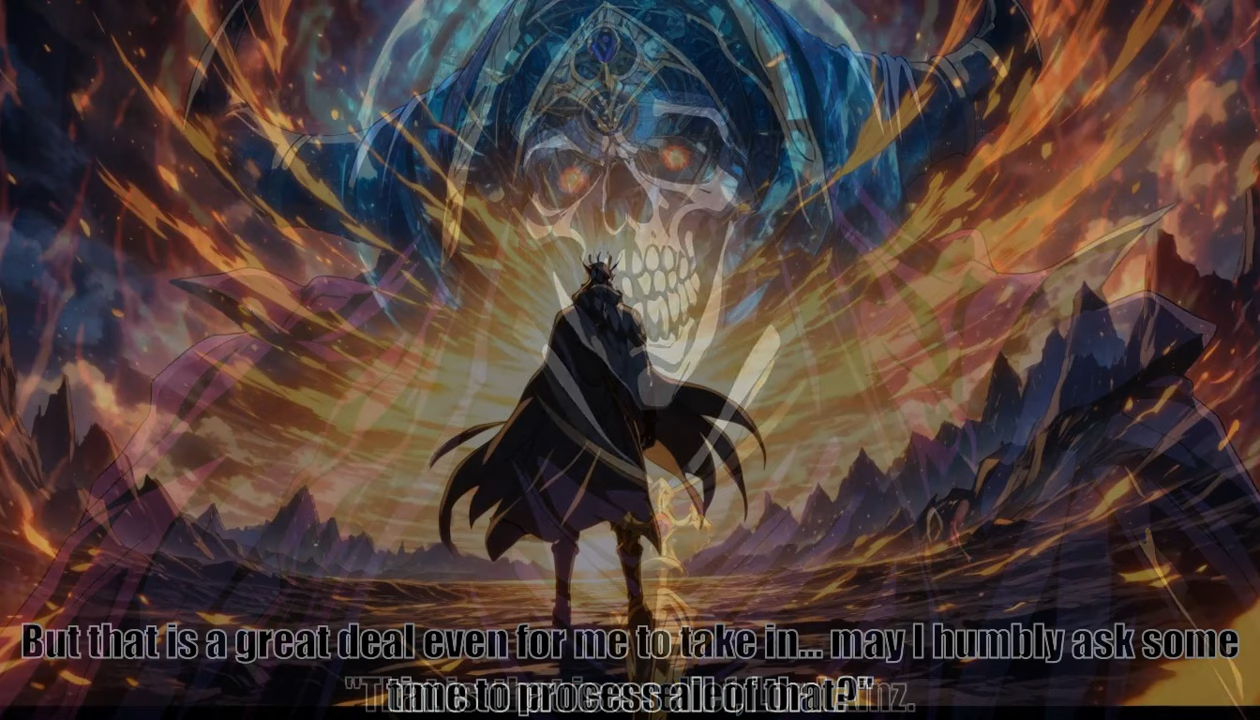 But that is a great deal even for me to take in... may I humbly ask some
time to process all of that?"